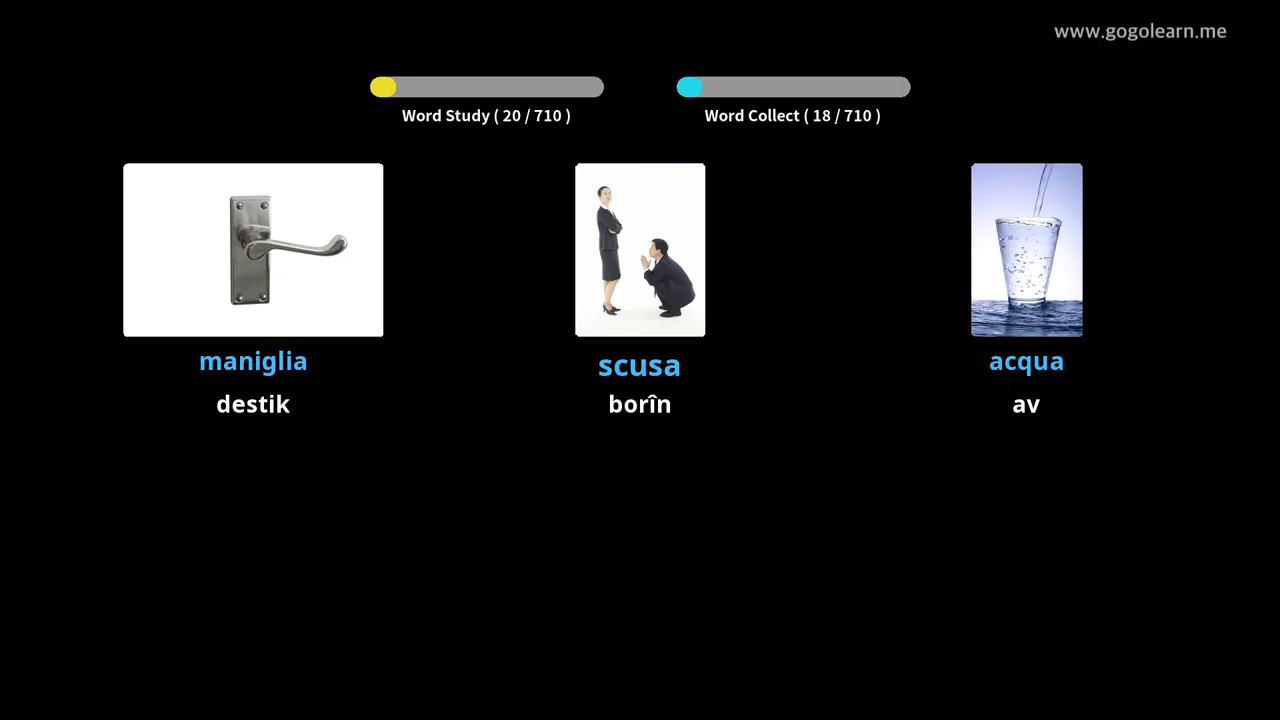 www.gogolearn.me
Word Study ( 20 / 710 )
Word Collect ( 18 / 710 )
maniglia
scusa
acqua
destik
borîn
av